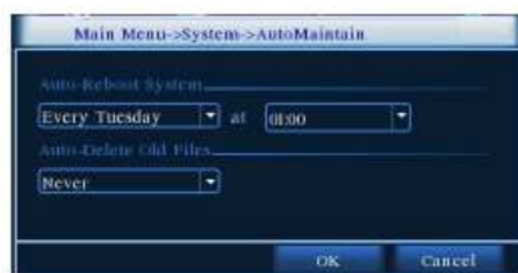 Main Menu->System->AutoMaintain
Auto-Reboot System
Every Tuesday at 01:00
Auto-Delete Old Files
Never
OK Cancel